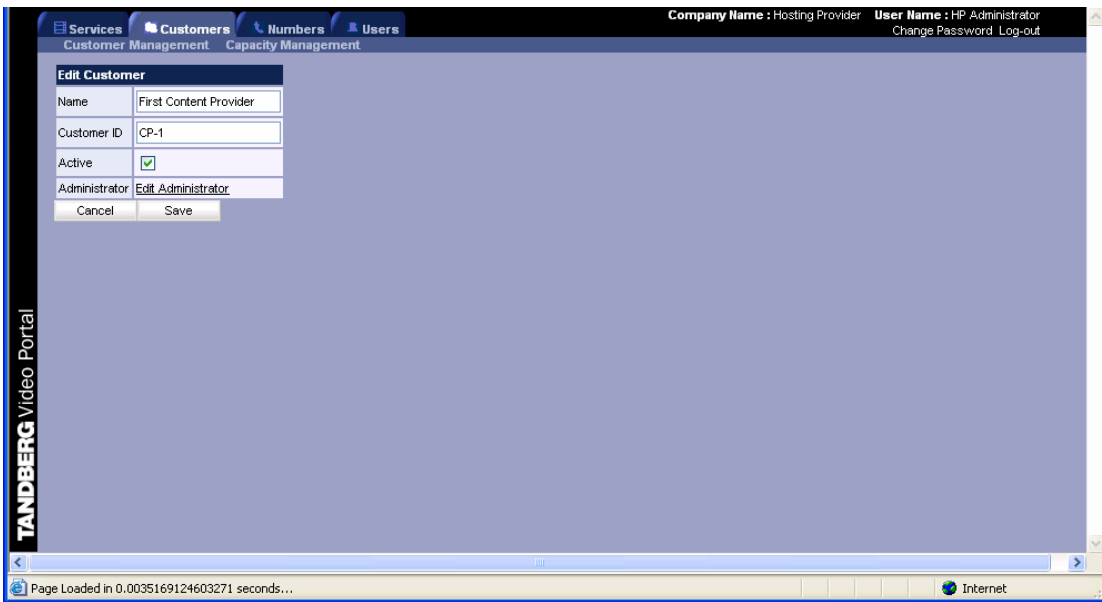 Services Customers Numbers Users
Company Name : Hosting Provider User Name : HP Administrator
Change Password Log-out
Customer Management Capacity Management
Edit Customer
Name First Content Provider
Customer ID CP-1
Active
Administrator Edit Administrator
Cancel Save
TANDBERG Video Portal
Page Loaded in 0.0035169124603271 seconds...
Internet